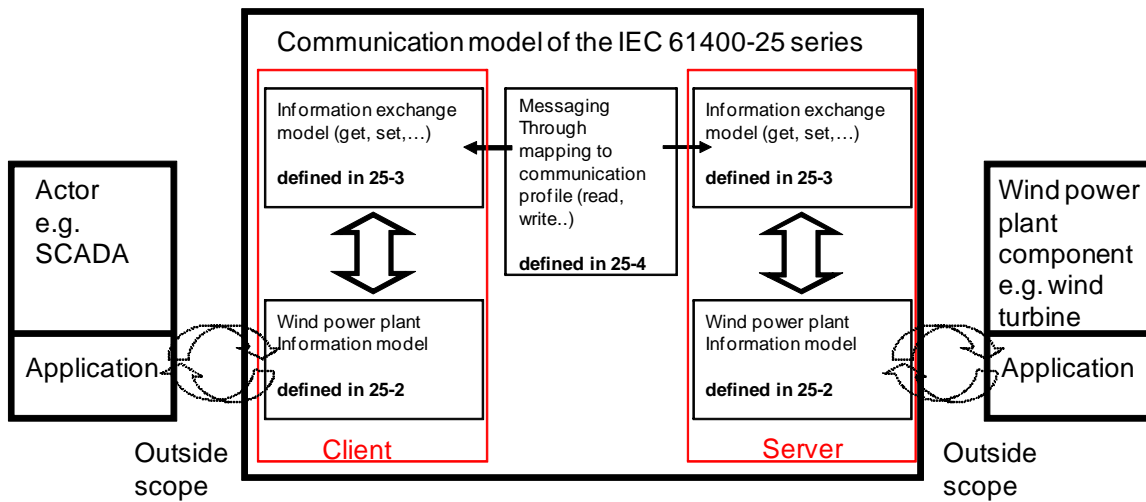 Communication model of the IEC 61400-25 series
Actor
e.g.
SCADA
Application
Outside
scope
Information exchange
model (get, set,…)
defined in 25-3
Wind power plant
Information model
defined in 25-2
Client
Messaging
Through
mapping to
communication
profile (read,
write..)
defined in 25-4
Information exchange
model (get, set,…)
defined in 25-3
Wind power plant
Information model
defined in 25-2
Server
Wind power
plant
component
e.g. wind
turbine
Application
Outside
scope